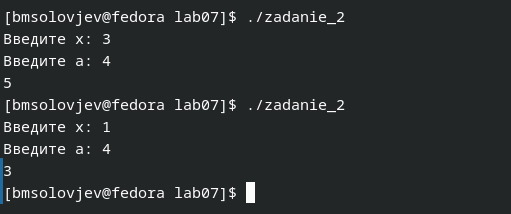 [bmsolovjev@fedora lab07]$ ./zadanie_2
Введите x: 3
Введите a: 4
5
[bmsolovjev@fedora lab07]$ ./zadanie_2
Введите x: 1
Введите a: 4
3
[bmsolovjev@fedora lab07]$